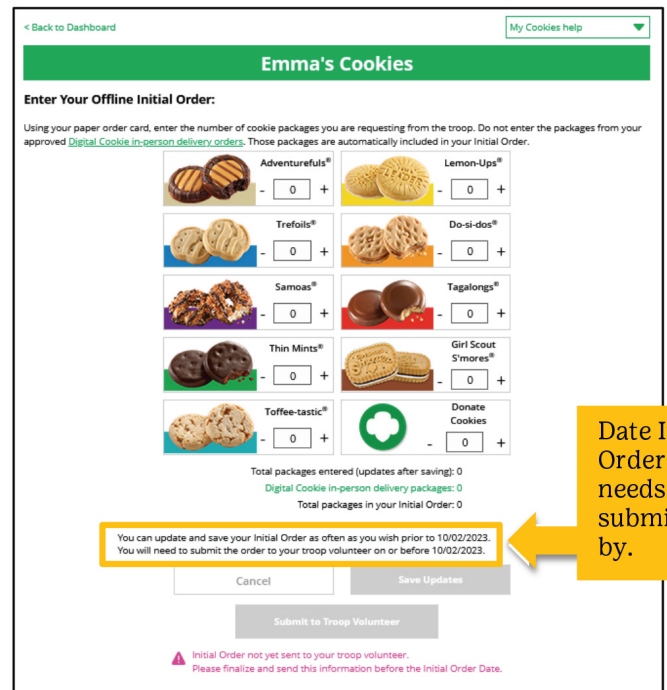 < Back to Dashboard
My Cookies help
Emma's Cookies
Enter Your Offline Initial Order:
Using your paper order card, enter the number of cookie packages you are requesting from the troop. Do not enter the packages from your
approved Digital Cookie in-person delivery orders. Those packages are automatically included in your Initial Order.
Adventurefuls®
- 0 +
Lemon-Ups®
- 0 +
Trefoils®
- 0 +
Do-si-dos®
- 0 +
Samoas®
- 0 +
Tagalongs®
- 0 +
Thin Mints®
- 0 +
Girl Scout
S'mores®
- 0 +
Toffee-tastic®
- 0 +
Donate
Cookies
- 0 +
Total packages entered (updates after saving): 0
Digital Cookie in-person delivery packages: 0
Total packages in your Initial Order: 0
You can update and save your Initial Order as often as you wish prior to 10/02/2023.
You will need to submit the order to your troop volunteer on or before 10/02/2023.
Date I
Order
needs
submi
by.
Cancel
Save Updates
Submit to Troop Volunteer
Initial Order not yet sent to your troop volunteer.
Please finalize and send this information before the Initial Order Date.